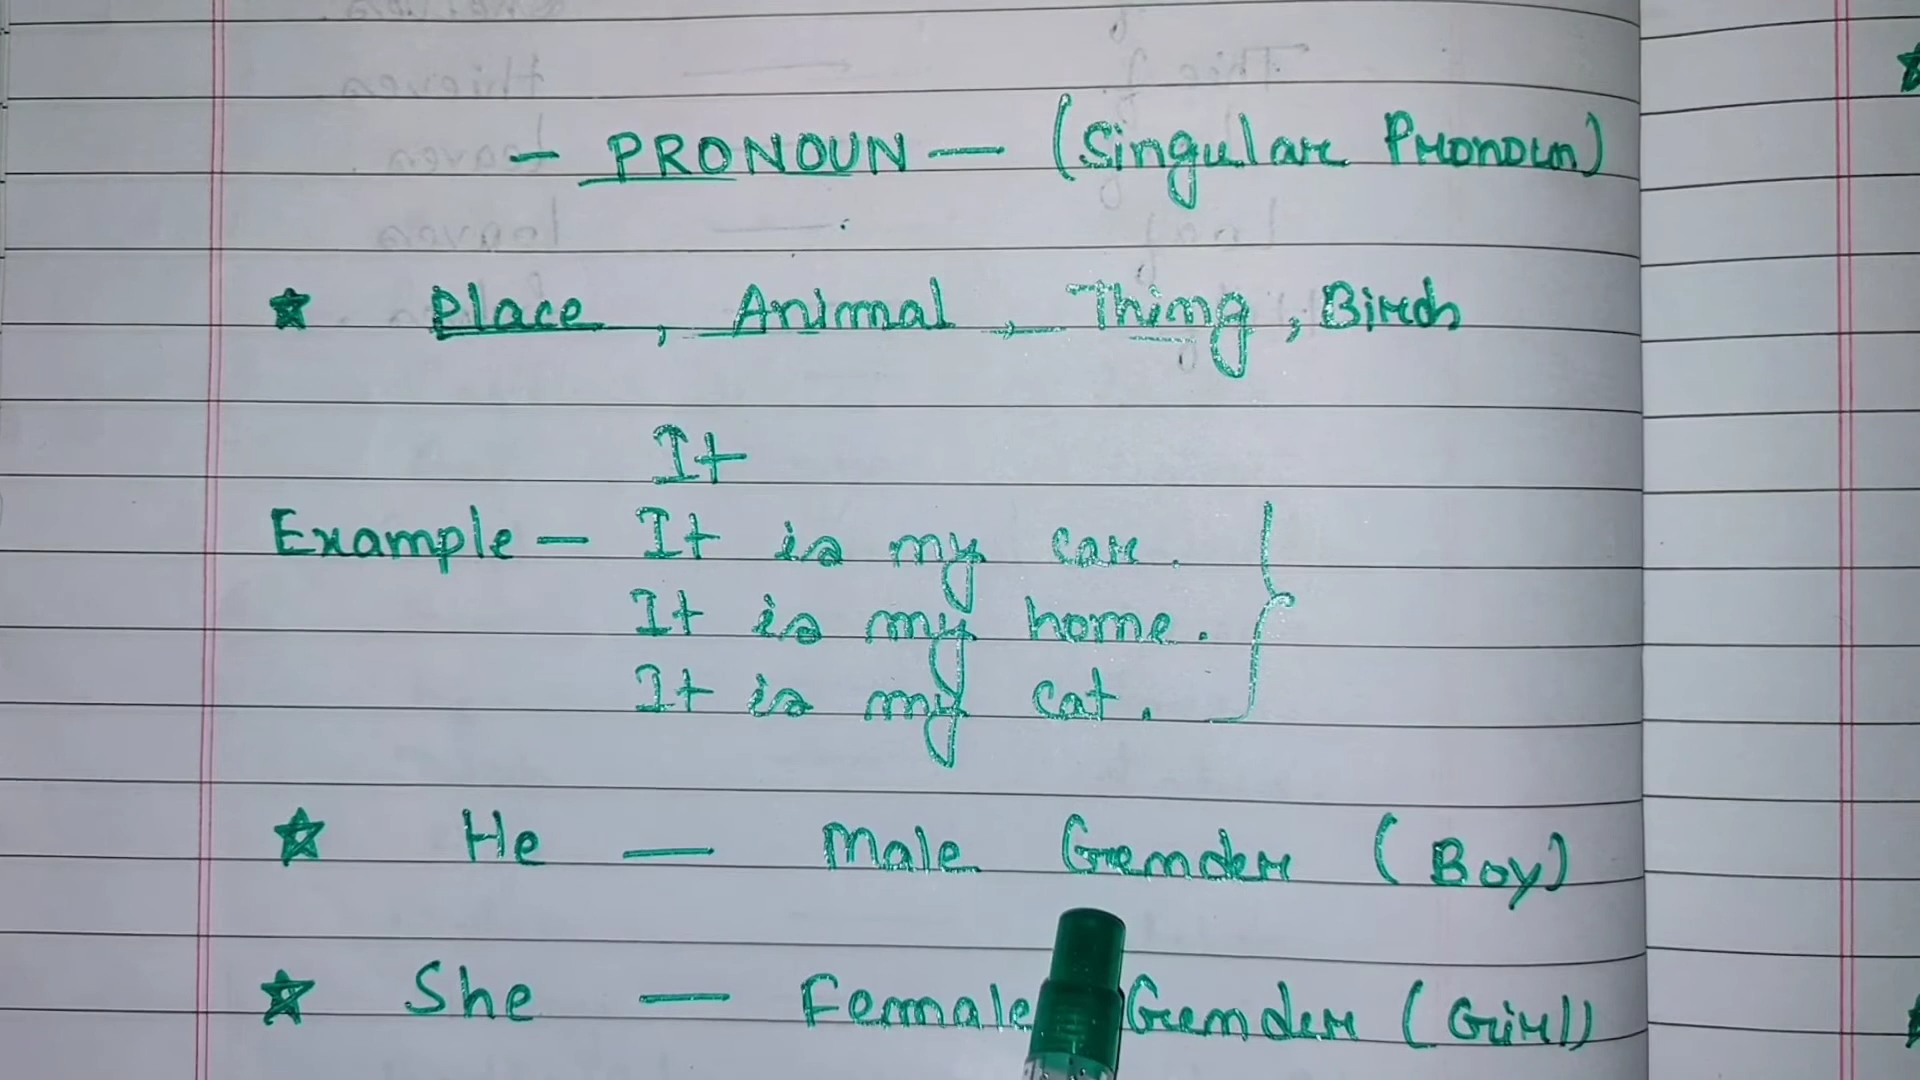 - PRONOUN — (Singular Pronoun)
★ Place, Animal, Thing, Birds
It
Example – It is my car.
It is my home.
It is my cat.
★ He — Male Gender (Boy)
★ She — Female Gender (Girl)